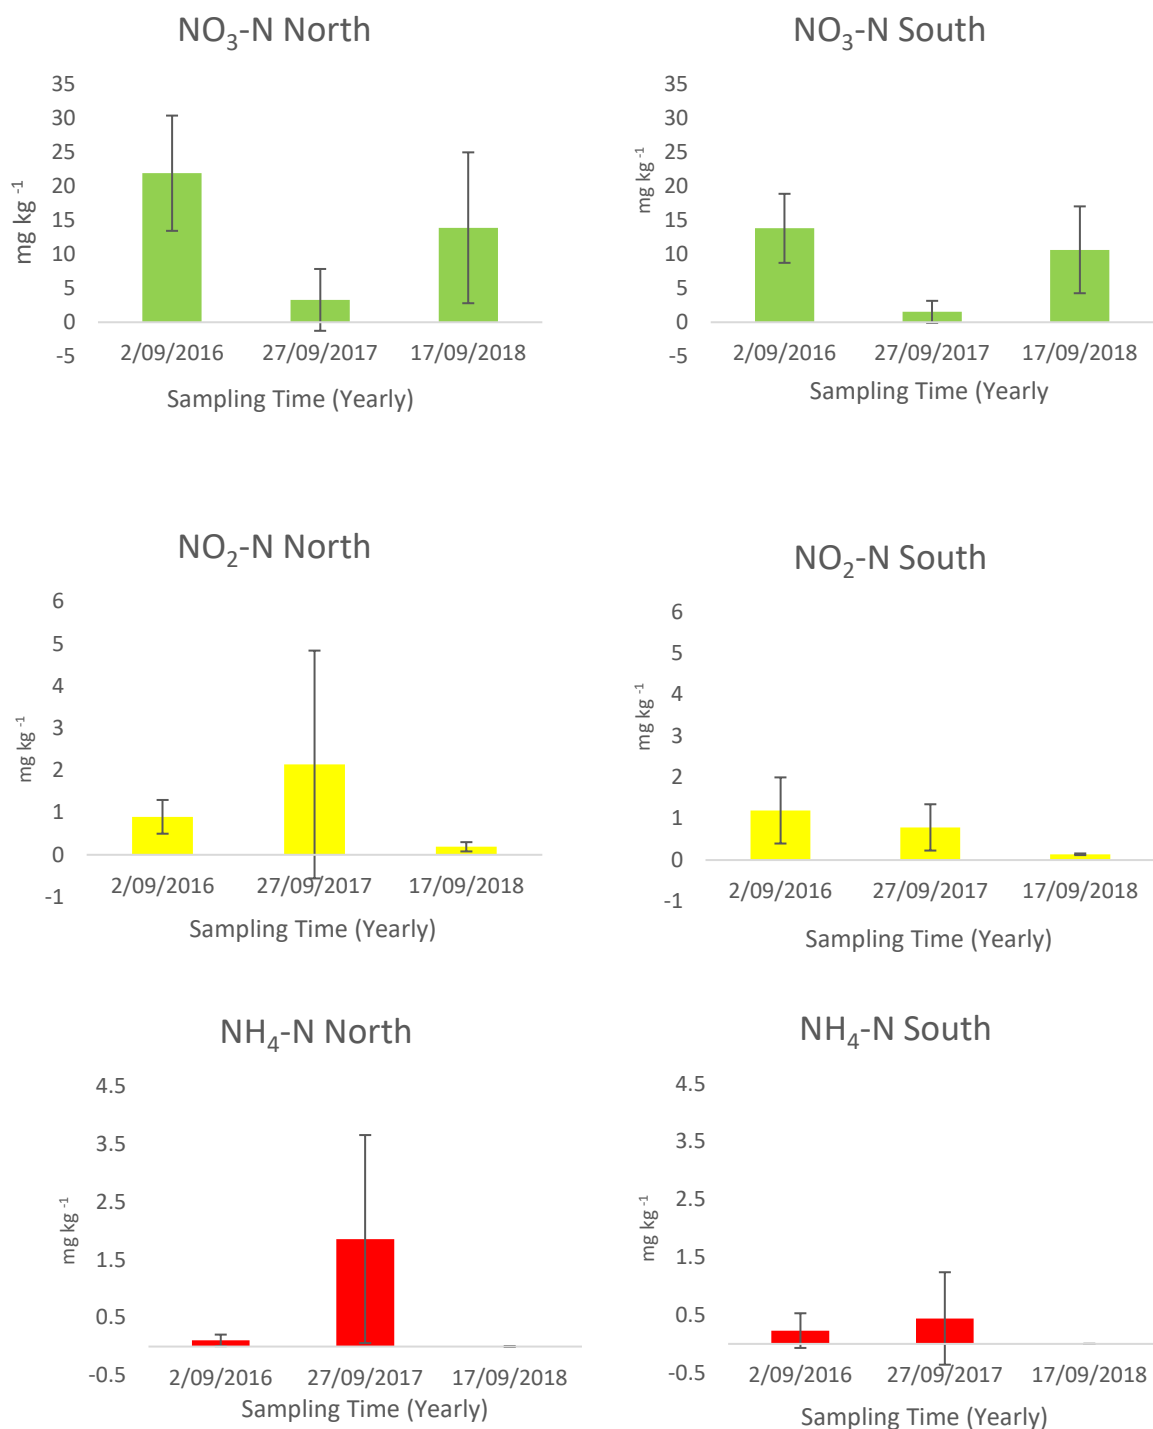 NO₃-N North
35
30
25
20
15
10
5
0
-5
mg kg ⁻¹
2/09/2016 27/09/2017 17/09/2018
Sampling Time (Yearly)
NO₃-N South
35
30
25
20
15
10
5
0
-5
mg kg ⁻¹
2/09/2016 27/09/2017 17/09/2018
Sampling Time (Yearly
NO₂-N North
6
5
4
3
2
1
0
-1
mg kg ⁻¹
2/09/2016 27/09/2017 17/09/2018
Sampling Time (Yearly)
NO₂-N South
6
5
4
3
2
1
0
-1
mg kg ⁻¹
2/09/2016 27/09/2017 17/09/2018
Sampling Time (Yearly)
NH₄-N North
4.5
3.5
2.5
1.5
0.5
-0.5
mg kg ⁻¹
2/09/2016 27/09/2017 17/09/2018
Sampling Time (Yearly)
NH₄-N South
4.5
3.5
2.5
1.5
0.5
-0.5
mg kg ⁻¹
2/09/2016 27/09/2017 17/09/2018
Sampling Time (Yearly)